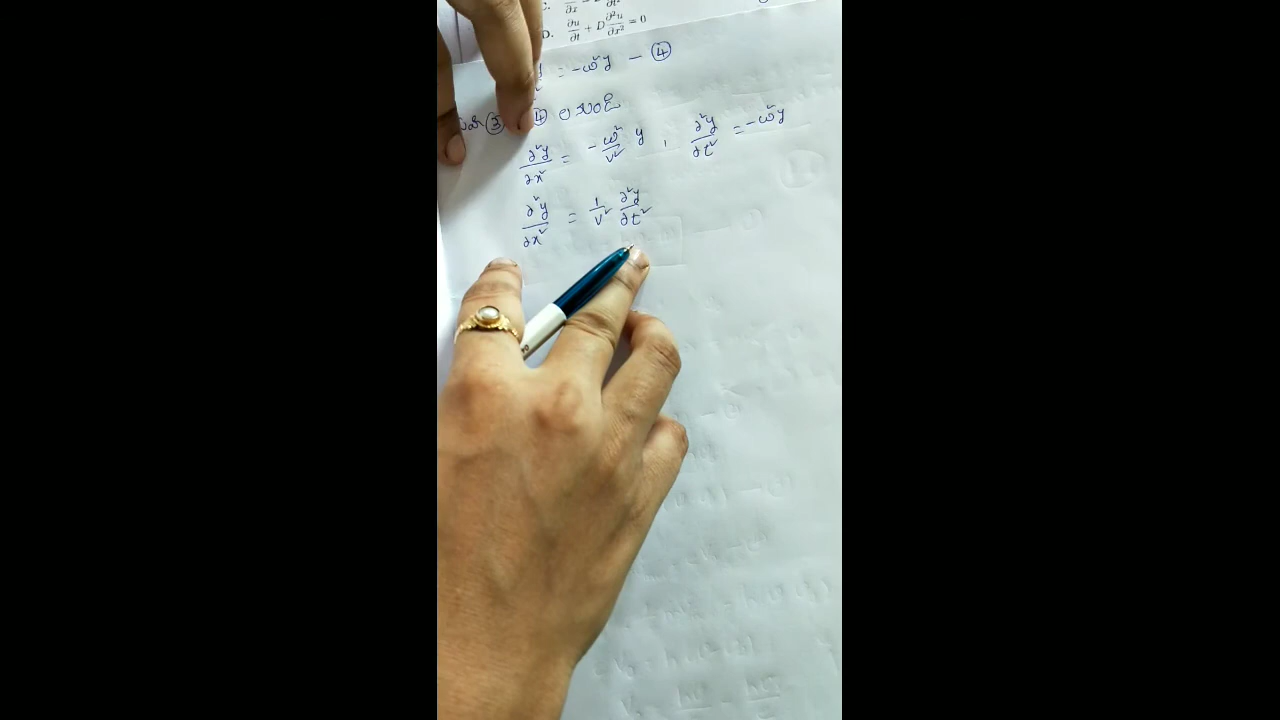 D. ∂u/∂t + D ∂²u/∂x² = 0
= -ω²y - ④
③ ④ ల నుండి
∂²y/∂x² = -ω²/v² y , ∂²y/∂t² = -ω²y
∂²y/∂x² = 1/v² ∂²y/∂t²